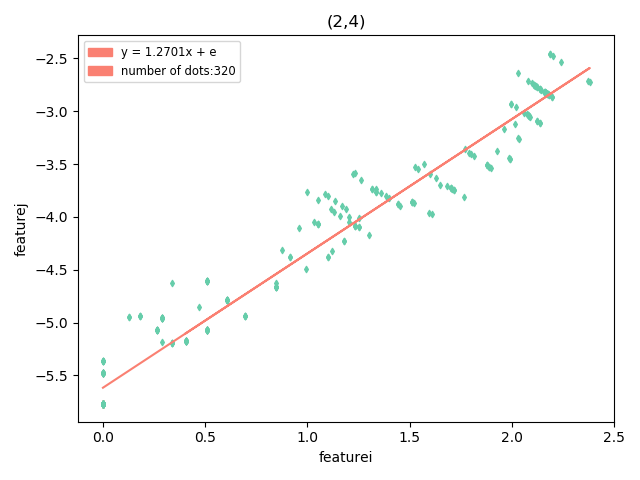 (2,4)
y = 1.2701x + e
number of dots:320
featurej
−2.5
−3.0
−3.5
−4.0
−4.5
−5.0
−5.5
0.0 0.5 1.0 1.5 2.0 2.5
featurei